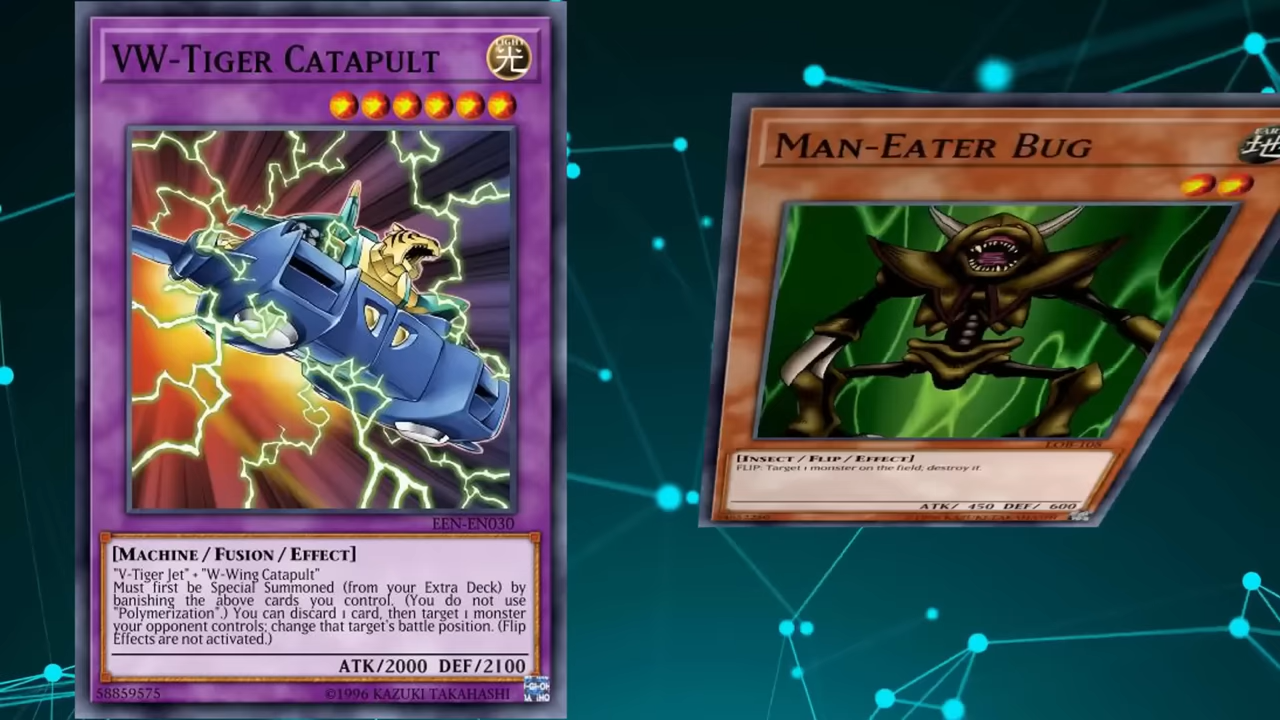 VW-Tiger Catapult
LIGHT
光
EEN-EN030
[Machine / Fusion / Effect]
"V-Tiger Jet" + "W-Wing Catapult"
Must first be Special Summoned (from your Extra Deck) by
banishing the above cards you control. (You do not use
"Polymerization".) You can discard 1 card, then target 1 monster
your opponent controls; change that target's battle position. (Flip
Effects are not activated.)
ATK/2000 DEF/2100
58859575
©1996 KAZUKI TAKAHASHI
Man-Eater Bug
地
[Insect / Flip / Effect]
FLIP: Target 1 monster on the field; destroy it.
ATK/ 450 DEF/ 600